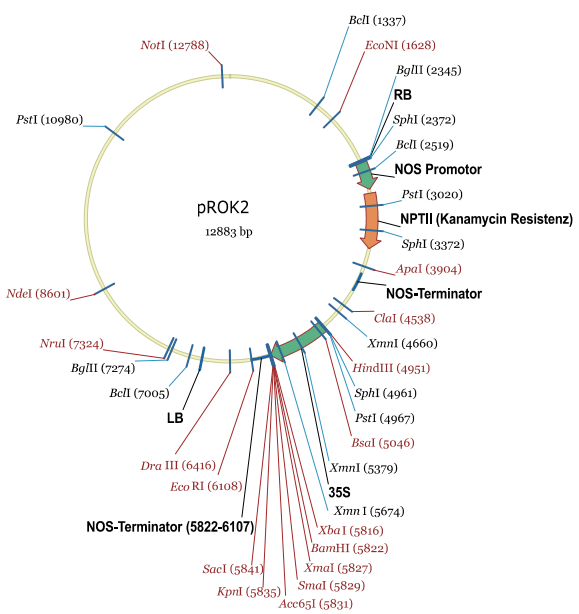 BclI (1337)
NotI (12788)
EcoNI (1628)
BglII (2345)
RB
SphI (2372)
PstI (10980)
BclI (2519)
NOS Promotor
PstI (3020)
pROK2
NPTII (Kanamycin Resistenz)
12883 bp
SphI (3372)
ApaI (3904)
NOS-Terminator
NdeI (8601)
ClaI (4538)
XmnI (4660)
NruI (7324)
BglII (7274)
HindIII (4951)
BclI (7005)
SphI (4961)
LB
PstI (4967)
BsaI (5046)
Dra III (6416)
XmnI (5379)
Eco RI (6108)
35S
Xmn I (5674)
NOS-Terminator (5822-6107)
Xba I (5816)
BamHI (5822)
SacI (5841)
XmaI (5827)
KpnI (5835)
SmaI (5829)
Acc65I (5831)